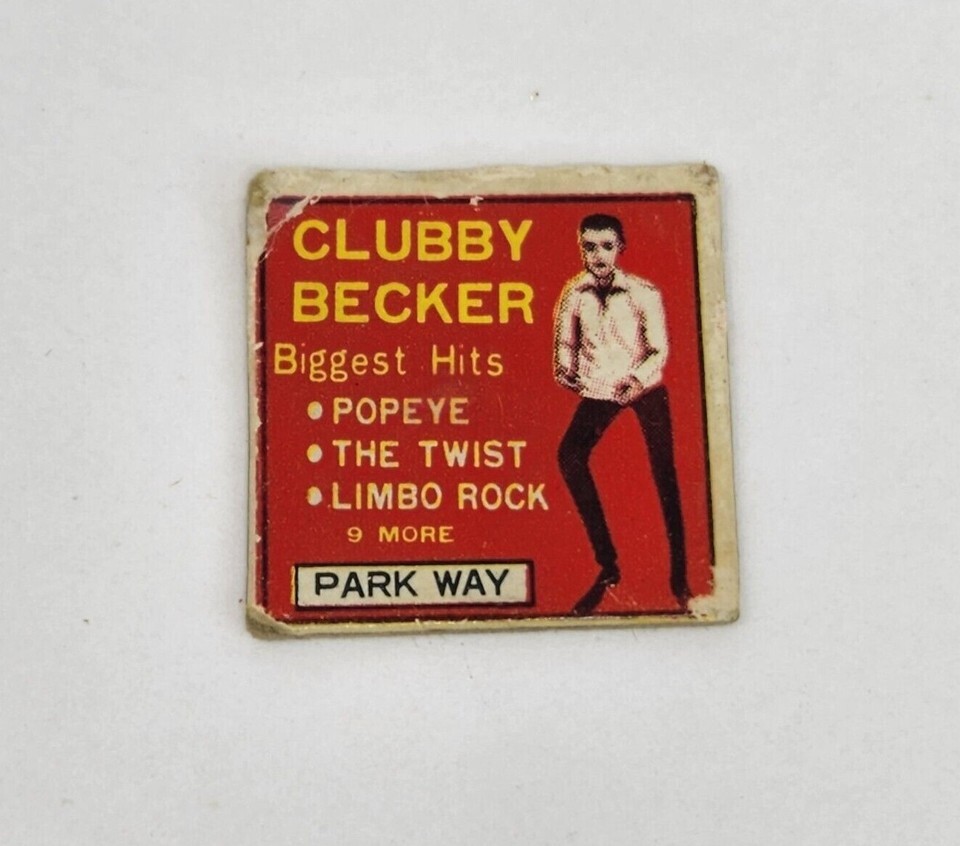 CLUBBY
BECKER
Biggest Hits
• POPEYE
• THE TWIST
• LIMBO ROCK
9 MORE
PARK WAY